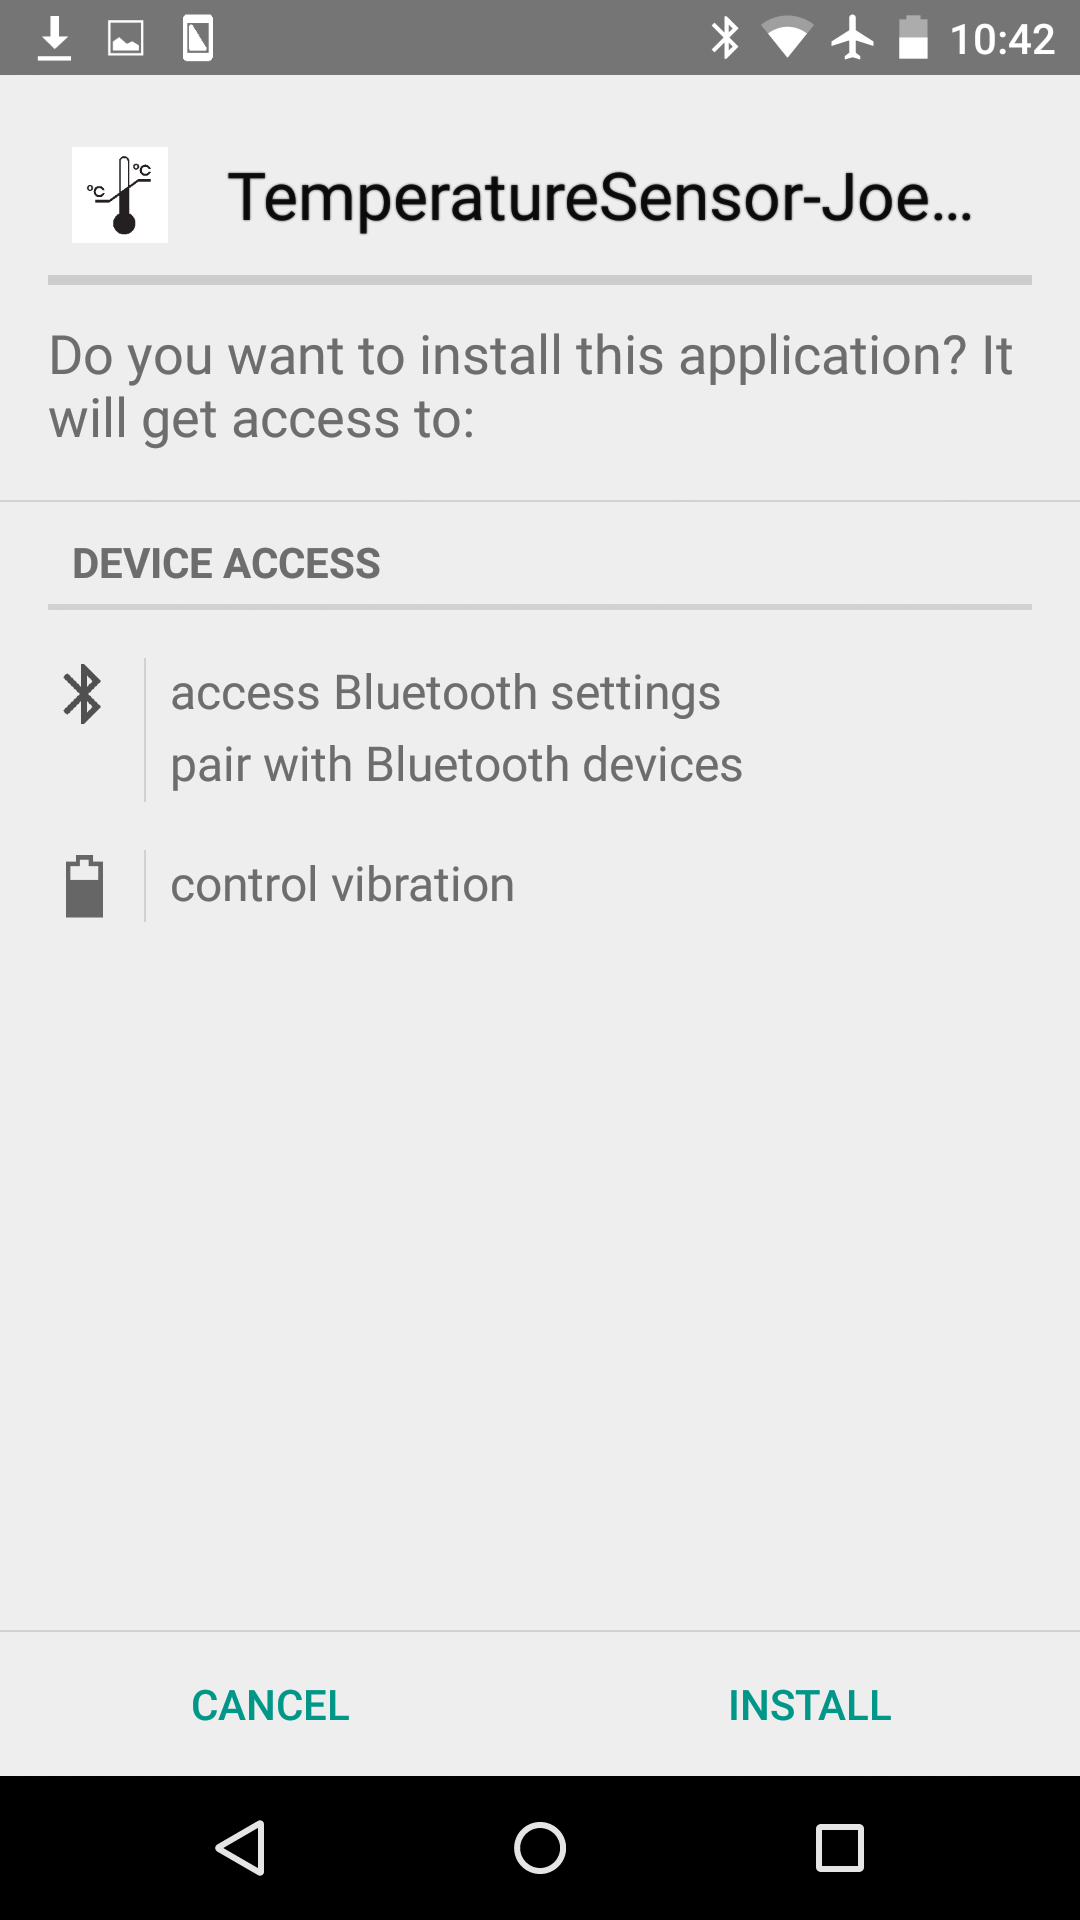 10:42
°C
°C
TemperatureSensor-Joe...
Do you want to install this application? It
will get access to:
DEVICE ACCESS
access Bluetooth settings
pair with Bluetooth devices
control vibration
CANCEL
INSTALL